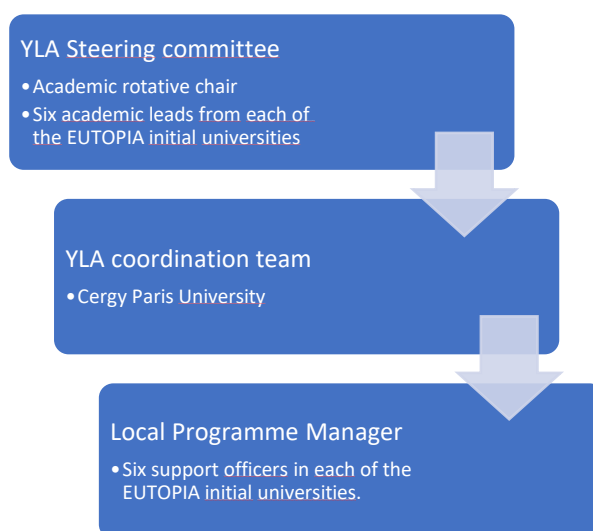 YLA Steering committee
•Academic rotative chair
•Six academic leads from each of
the EUTOPIA initial universities
YLA coordination team
•Cergy Paris University
Local Programme Manager
•Six support officers in each of the
EUTOPIA initial universities.